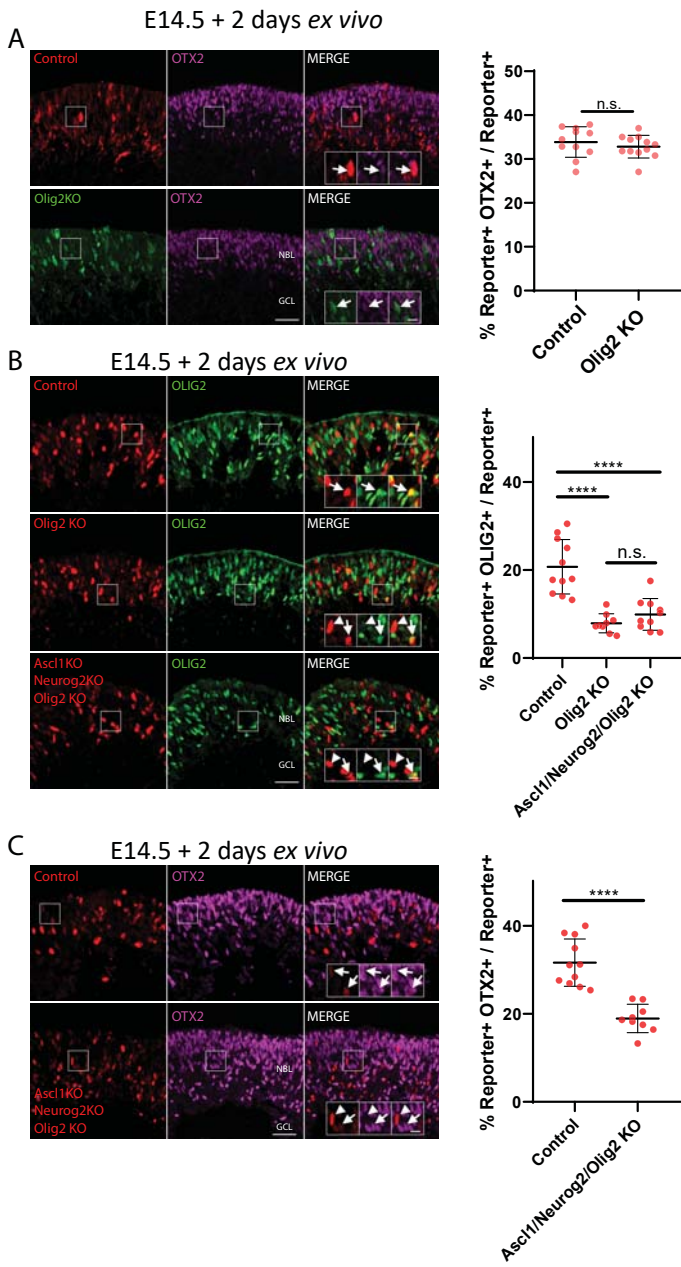 E14.5 + 2 days ex vivo
A
Control
OTX2
MERGE
Olig2KO
OTX2
NBL
GCL
% Reporter+ OTX2+ / Reporter+
50
40
30
20
10
0
n.s.
Control
Olig2 KO
B
E14.5 + 2 days ex vivo
Control
OLIG2
MERGE
Olig2 KO
OLIG2
Ascl1KO
Neurog2KO
Olig2 KO
OLIG2
NBL
GCL
% Reporter+ OLIG2+ / Reporter+
40
20
0
****
****
n.s.
Control
Olig2 KO
Ascl1/Neurog2/Olig2 KO
C
E14.5 + 2 days ex vivo
Control
OTX2
MERGE
OTX2
Ascl1KO
Neurog2KO
Olig2 KO
NBL
GCL
% Reporter+ OTX2+ / Reporter+
40
20
0
****
Control
Ascl1/Neurog2/Olig2 KO